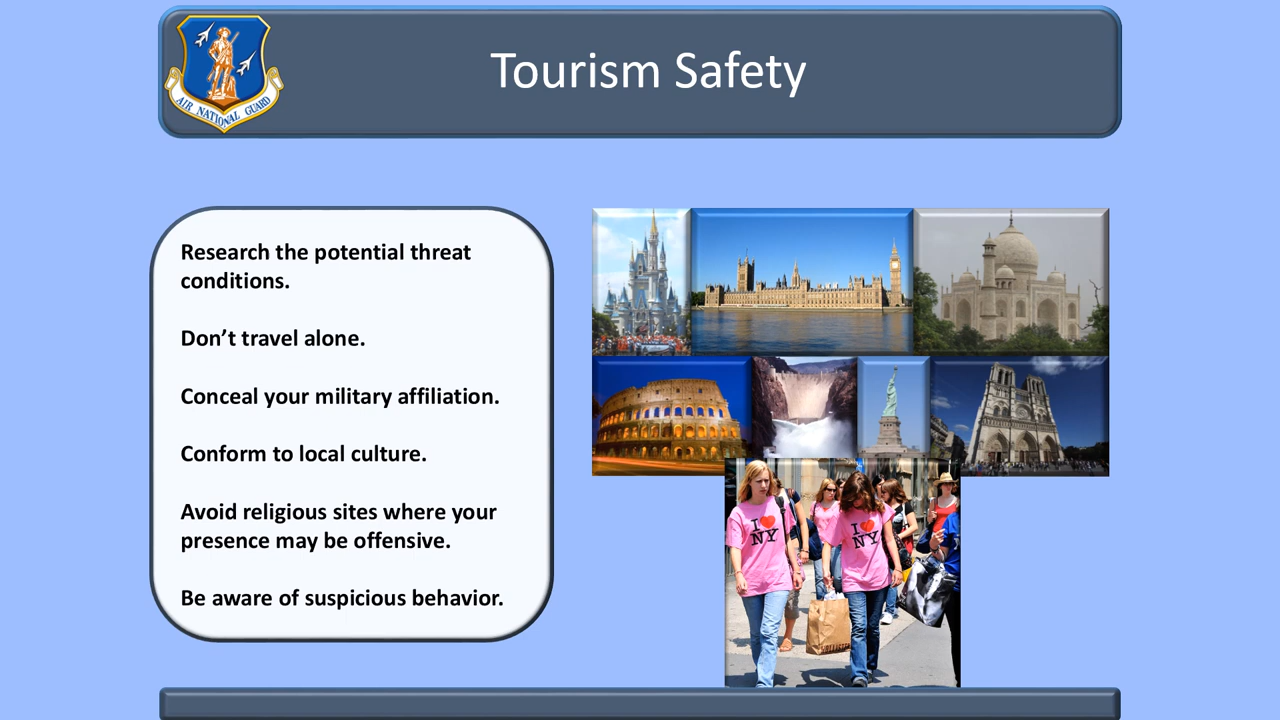 Tourism Safety
AIR NATIONAL GUARD
Research the potential threat
conditions.
Don’t travel alone.
Conceal your military affiliation.
Conform to local culture.
Avoid religious sites where your
presence may be offensive.
Be aware of suspicious behavior.
I ♥
NY
I ♥
NY